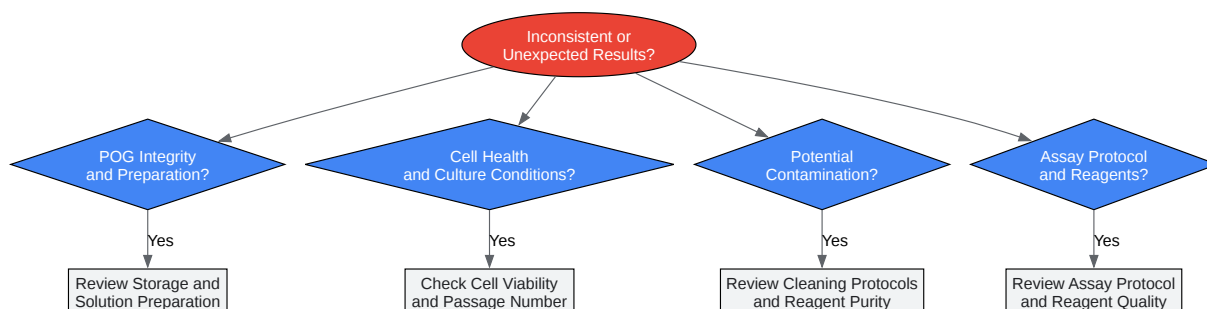 Inconsistent or
Unexpected Results?
POG Integrity
and Preparation?
Cell Health
and Culture Conditions?
Potential
Contamination?
Assay Protocol
and Reagents?
Yes
Yes
Yes
Yes
Review Storage and
Solution Preparation
Check Cell Viability
and Passage Number
Review Cleaning Protocols
and Reagent Purity
Review Assay Protocol
and Reagent Quality